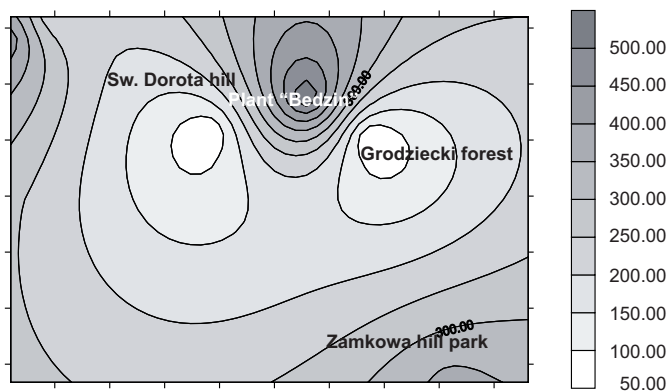 500.00
450.00
400.00
350.00
300.00
250.00
200.00
150.00
100.00
50.00
Sw. Dorota hill
Plant "Bedzin"
Grodziecki forest
300.00
Zamkowa hill park